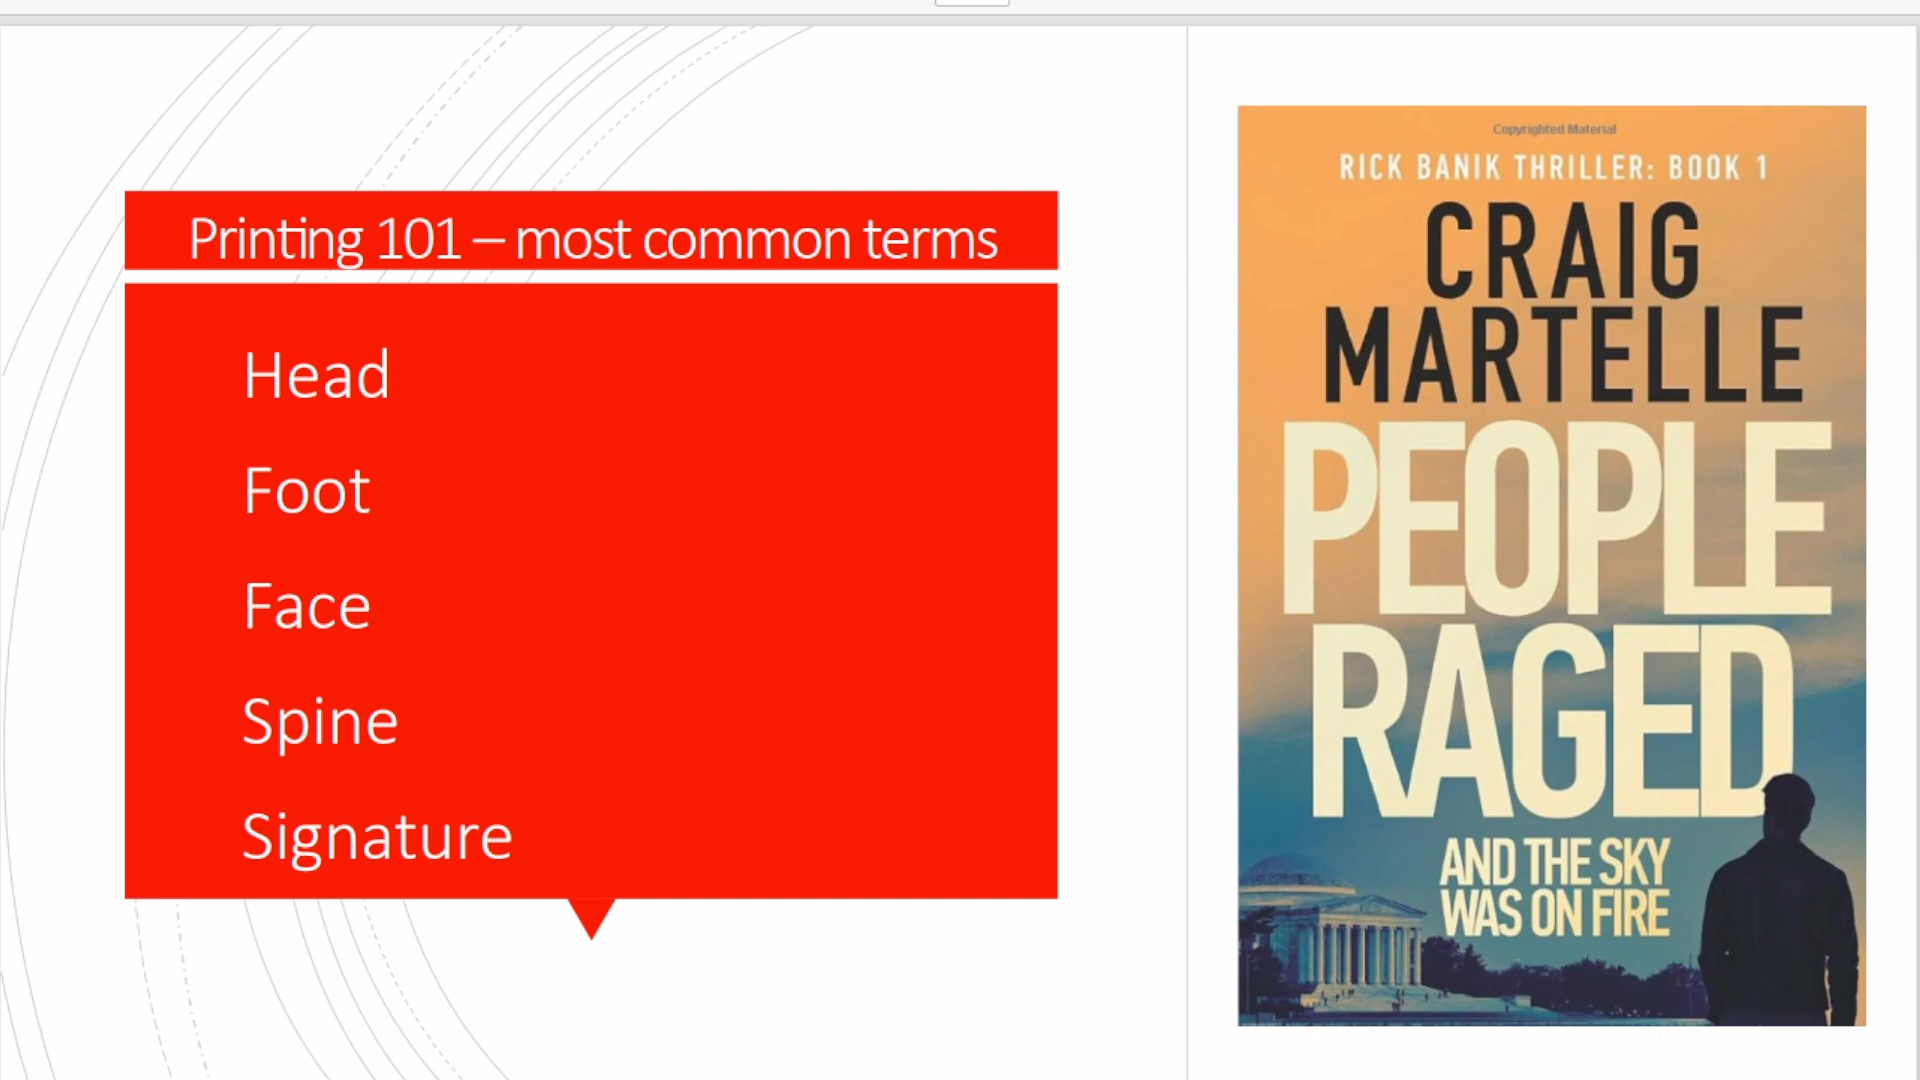 Printing 101 – most common terms
Head
Foot
Face
Spine
Signature
Copyrighted Material
RICK BANIK THRILLER: BOOK 1
CRAIG
MARTELLE
PEOPLE
RAGED
AND THE SKY
WAS ON FIRE